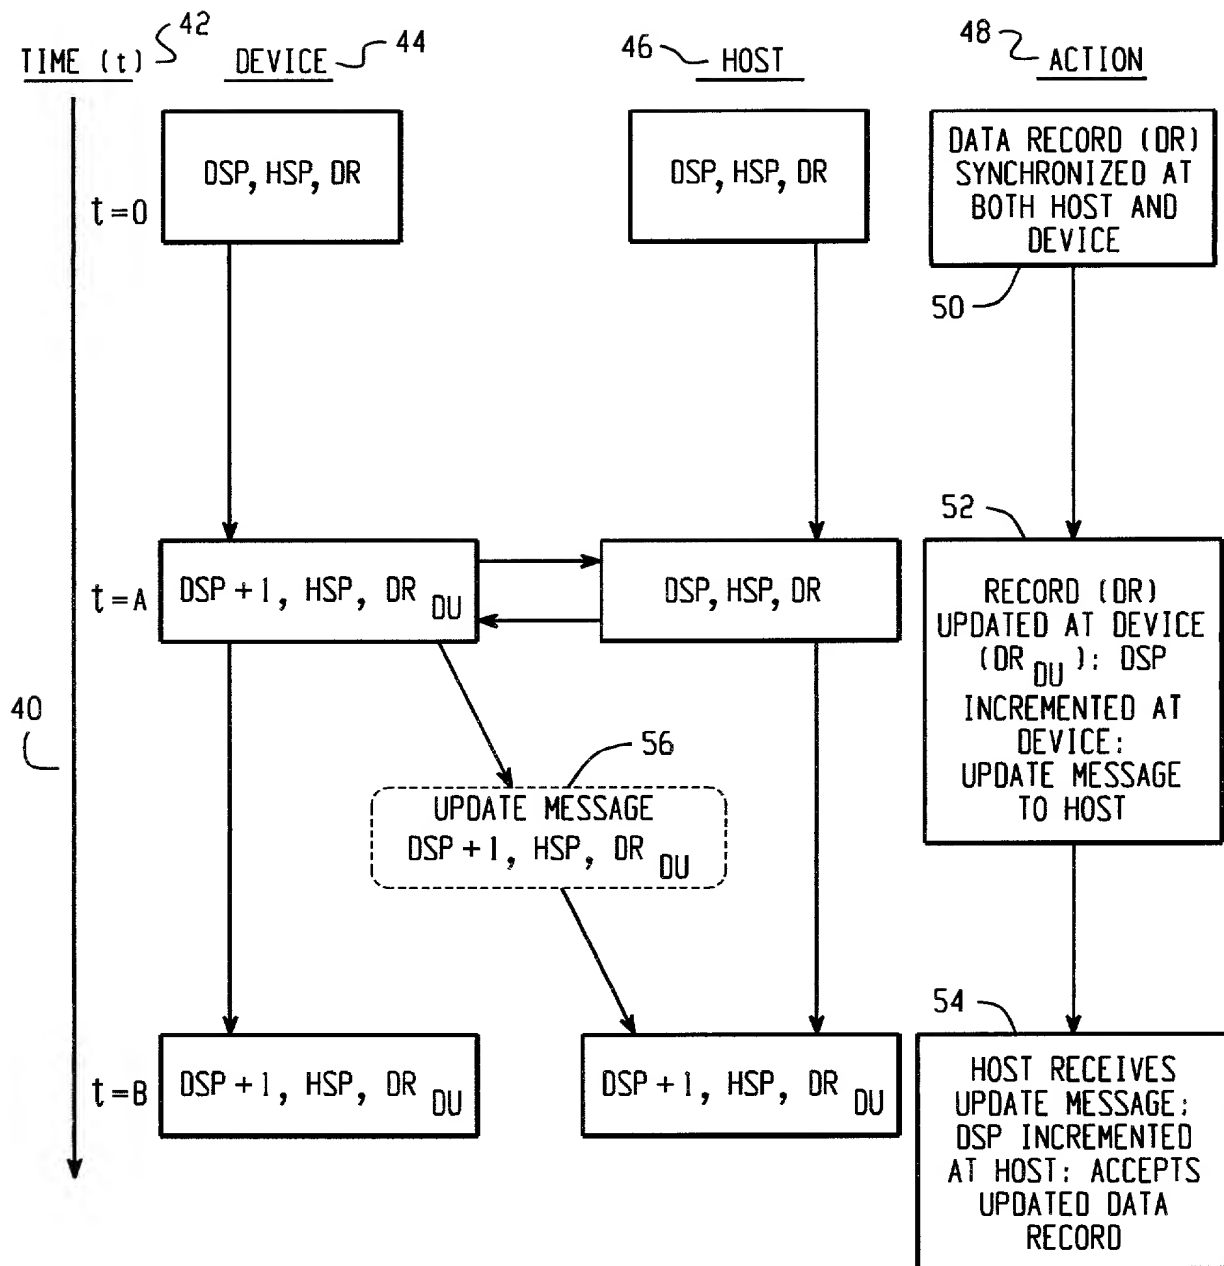 42
44
46
48
TIME (t)
DEVICE
HOST
ACTION
t=0
DSP, HSP, DR
DSP, HSP, DR
DATA RECORD (DR)
SYNCHRONIZED AT
BOTH HOST AND
DEVICE
50
52
t=A
DSP+1, HSP, DR DU
DSP, HSP, DR
RECORD (DR)
UPDATED AT DEVICE
(DR DU): DSP
INCREMENTED AT
DEVICE:
UPDATE MESSAGE
TO HOST
40
56
UPDATE MESSAGE
DSP+1, HSP, DR DU
54
t=B
DSP+1, HSP, DR DU
DSP+1, HSP, DR DU
HOST RECEIVES
UPDATE MESSAGE:
DSP INCREMENTED
AT HOST: ACCEPTS
UPDATED DATA
RECORD